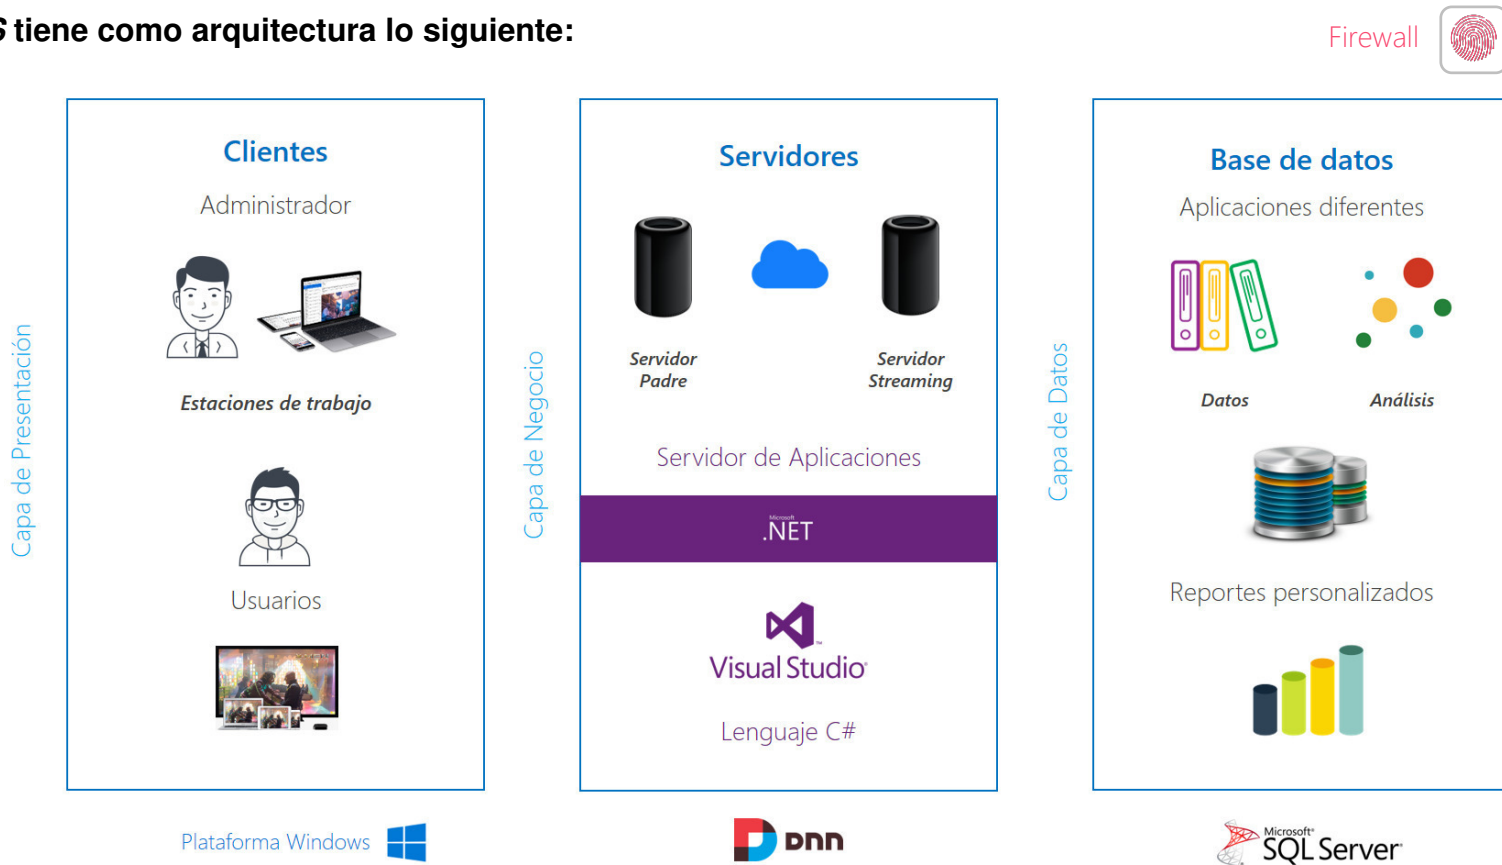 S tiene como arquitectura lo siguiente:
Firewall
Capa de Presentación
Clientes
Administrador
Estaciones de trabajo
Usuarios
Plataforma Windows
Capa de Negocio
Servidores
Servidor
Padre
Servidor
Streaming
Servidor de Aplicaciones
Microsoft
.NET
Visual Studio
Lenguaje C#
DNN
Capa de Datos
Base de datos
Aplicaciones diferentes
Datos
Análisis
Reportes personalizados
Microsoft
SQL Server